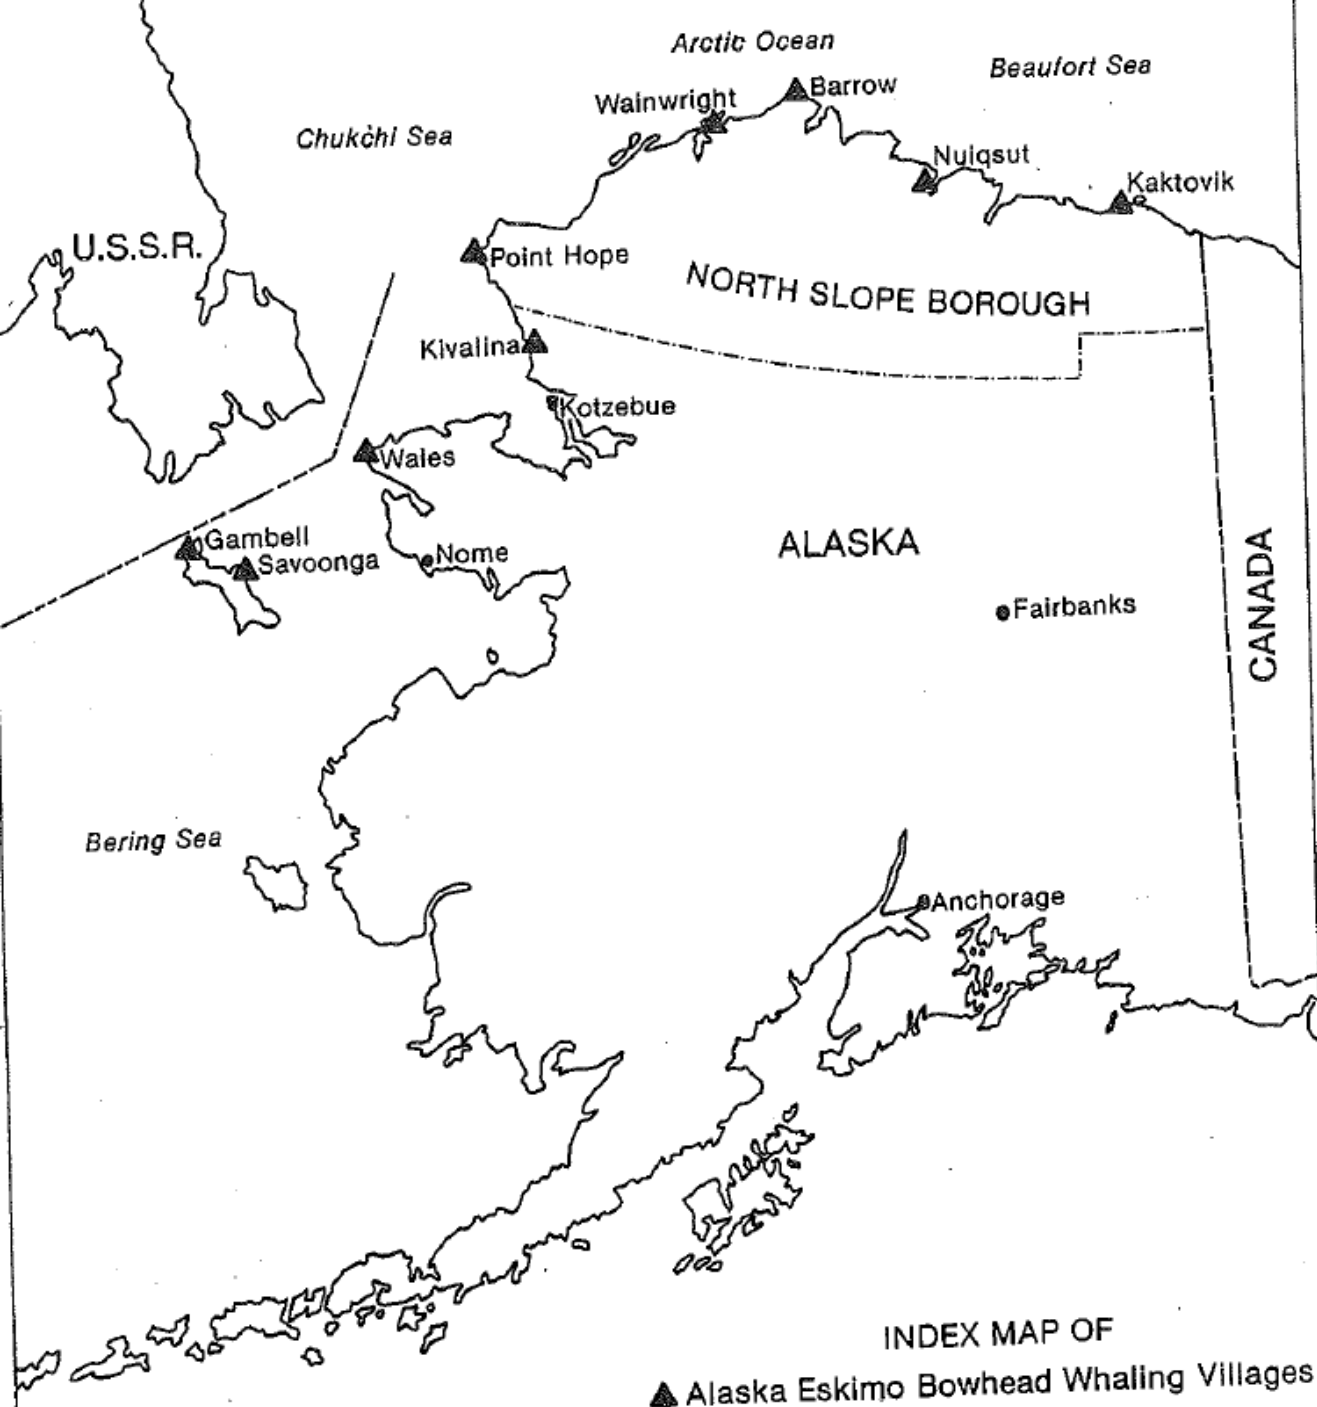 Arctic Ocean
Beaufort Sea
Barrow
Wainwright
Chukchi Sea
Nuiqsut
Kaktovik
U.S.S.R.
Point Hope
NORTH SLOPE BOROUGH
Kivalina
Kotzebue
Wales
Gambell
Savoonga
Nome
ALASKA
CANADA
Fairbanks
Bering Sea
Anchorage
INDEX MAP OF
Alaska Eskimo Bowhead Whaling Villages